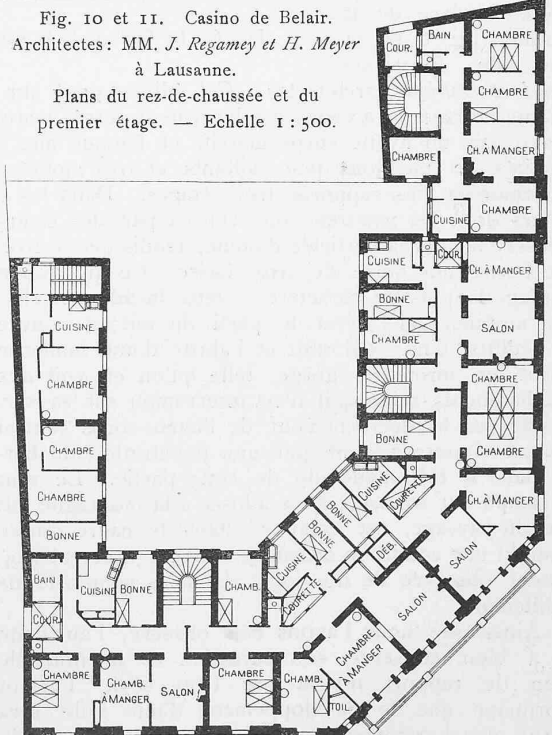 Fig. 10 et 11. Casino de Belair.
Architectes: MM. J. Regamey et H. Meyer
à Lausanne.
Plans du rez-de-chaussée et du
premier étage. — Echelle 1 : 500.
COUR.
BAIN
CHAMBRE
CHAMBRE
CHAMBRE
CH. À MANGER
CUISINE
CHAMBRE
CUISINE
COUR.
CH. À MANGER
BONNE
CHAMBRE
SALON
BONNE
CHAMBRE
CHAMBRE
CUISINE
COURETTE
CH. À MANGER
BONNE
BONNE
DÉB.
SALON
CUISINE
COURETTE
SALON
CHAMBRE
À MANGER
SALON
TOIL.
CHAMB.
CUISINE
CHAMBRE
CHAMBRE
CHAMBRE
BONNE
BAIN
COUR.
CUISINE
BONNE
CHAMB.
CHAMBRE
CHAMB.
À MANGER
SALON
CHAMBRE